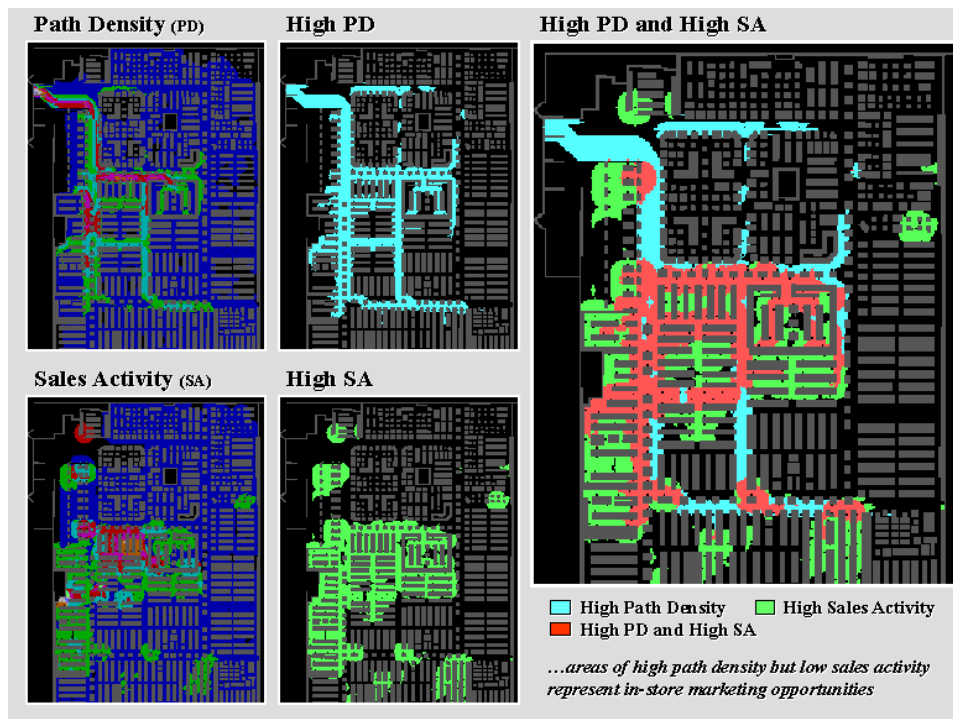 Path Density (PD)
High PD
High PD and High SA
Sales Activity (SA)
High SA
High Path Density
High Sales Activity
High PD and High SA
...areas of high path density but low sales activity
represent in-store marketing opportunities